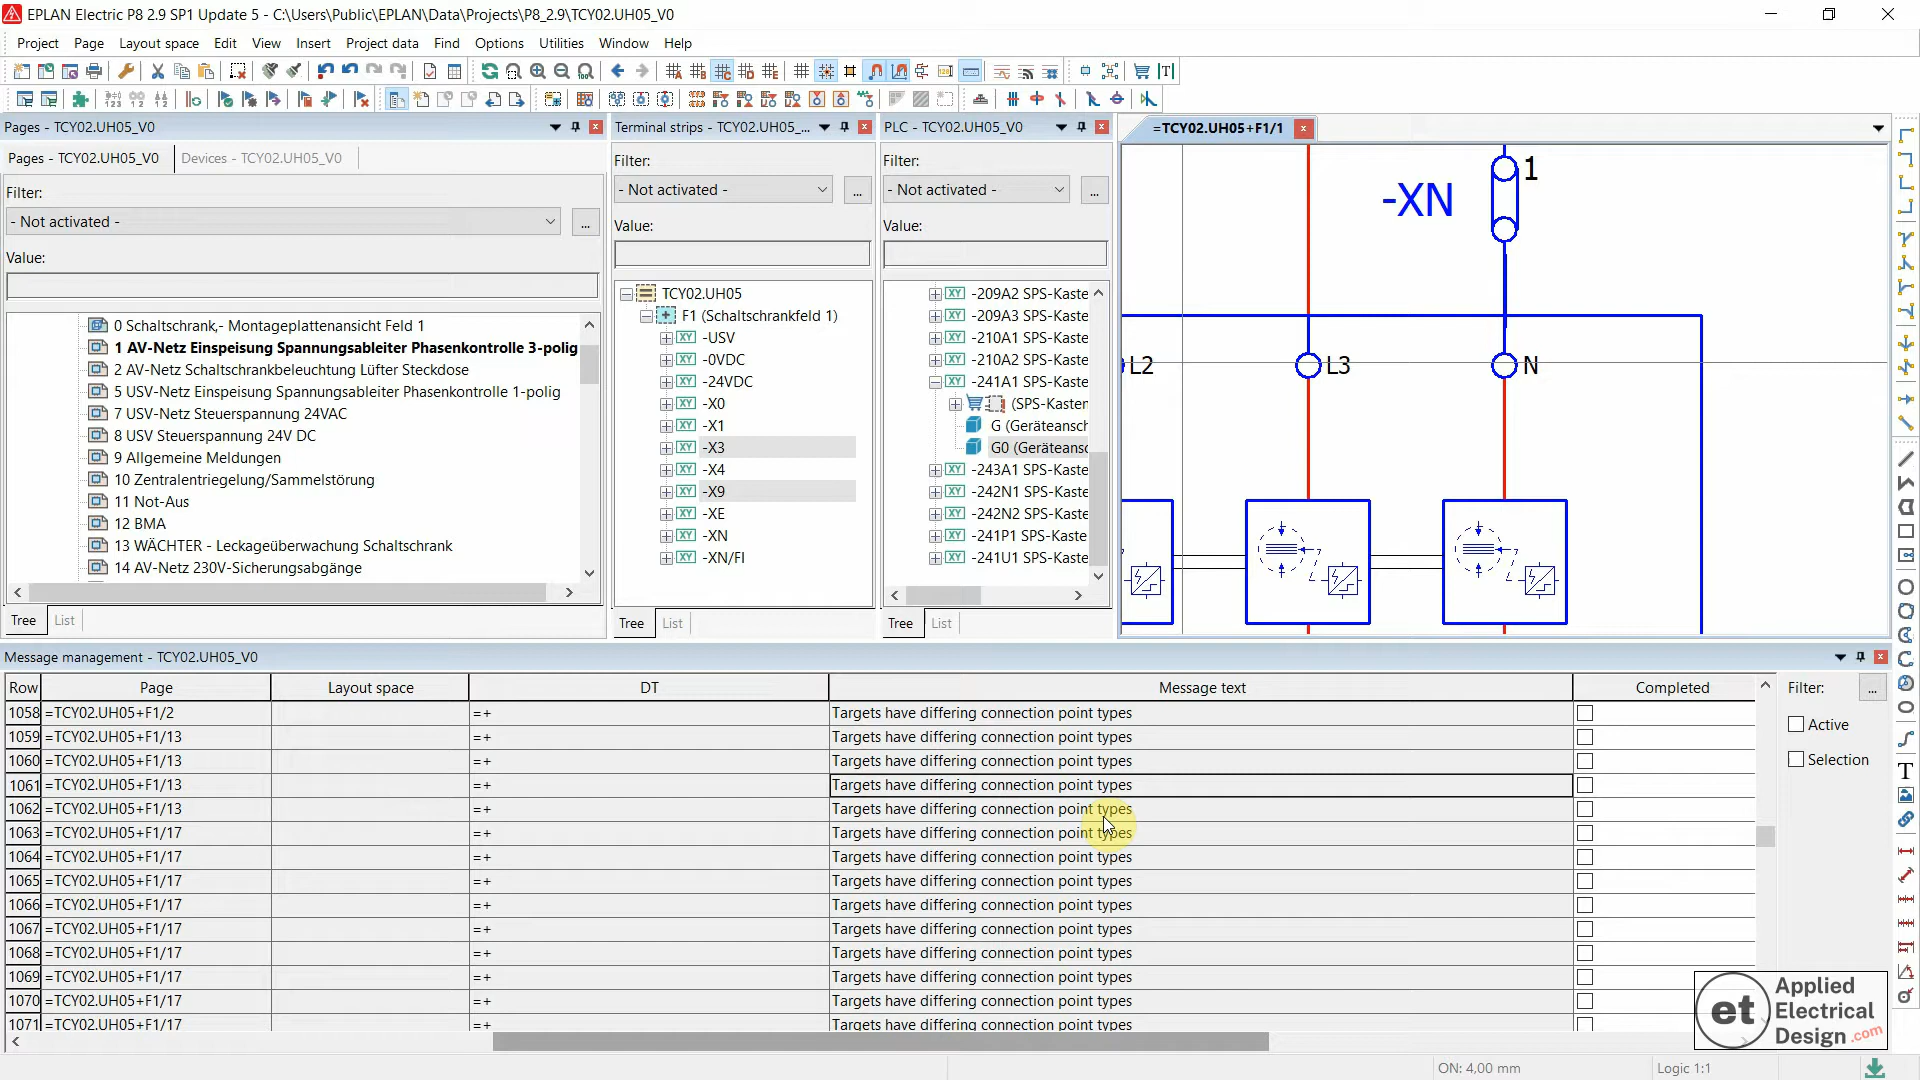 EPLAN Electric P8 2.9 SP1 Update 5 - C:\Users\Public\EPLAN\Data\Projects\P8_2.9\TCY02.UH05_V0
Project Page Layout space Edit View Insert Project data Find Options Utilities Window Help
Pages - TCY02.UH05_V0
Pages - TCY02.UH05_V0 Devices - TCY02.UH05_V0
Filter:
- Not activated - ...
Value:
0 Schaltschrank,- Montageplattenansicht Feld 1
1 AV-Netz Einspeisung Spannungsableiter Phasenkontrolle 3-polig
2 AV-Netz Schaltschrankbeleuchtung Lüfter Steckdose
5 USV-Netz Einspeisung Spannungsableiter Phasenkontrolle 1-polig
7 USV-Netz Steuerspannung 24VAC
8 USV Steuerspannung 24V DC
9 Allgemeine Meldungen
10 Zentralentriegelung/Sammelstörung
11 Not-Aus
12 BMA
13 WÄCHTER - Leckageüberwachung Schaltschrank
14 AV-Netz 230V-Sicherungsabgänge
Tree List
Terminal strips - TCY02.UH05_...
Filter:
- Not activated - ...
Value:
TCY02.UH05
F1 (Schaltschrankfeld 1)
-USV
-0VDC
-24VDC
-X0
-X1
-X3
-X4
-X9
-XE
-XN
-XN/FI
Tree List
PLC - TCY02.UH05_V0
Filter:
- Not activated - ...
Value:
-209A2 SPS-Kaste
-209A3 SPS-Kaste
-210A1 SPS-Kaste
-210A2 SPS-Kaste
-241A1 SPS-Kaste
(SPS-Kasten
G (Geräteansch
G0 (Geräteansc
-243A1 SPS-Kaste
-242N1 SPS-Kaste
-242N2 SPS-Kaste
-241P1 SPS-Kaste
-241U1 SPS-Kaste
Tree List
=TCY02.UH05+F1/1
-XN 1
L2 L3 N
Message management - TCY02.UH05_V0
Row Page Layout space DT Message text Completed
1058 =TCY02.UH05+F1/2 =+ Targets have differing connection point types
1059 =TCY02.UH05+F1/13 =+ Targets have differing connection point types
1060 =TCY02.UH05+F1/13 =+ Targets have differing connection point types
1061 =TCY02.UH05+F1/13 =+ Targets have differing connection point types
1062 =TCY02.UH05+F1/13 =+ Targets have differing connection point types
1063 =TCY02.UH05+F1/17 =+ Targets have differing connection point types
1064 =TCY02.UH05+F1/17 =+ Targets have differing connection point types
1065 =TCY02.UH05+F1/17 =+ Targets have differing connection point types
1066 =TCY02.UH05+F1/17 =+ Targets have differing connection point types
1067 =TCY02.UH05+F1/17 =+ Targets have differing connection point types
1068 =TCY02.UH05+F1/17 =+ Targets have differing connection point types
1069 =TCY02.UH05+F1/17 =+ Targets have differing connection point types
1070 =TCY02.UH05+F1/17 =+ Targets have differing connection point types
1071 =TCY02.UH05+F1/17 =+ Targets have differing connection point types
Filter: ...
Active
Selection
et Applied
Electrical
Design.com
ON: 4,00 mm Logic 1:1